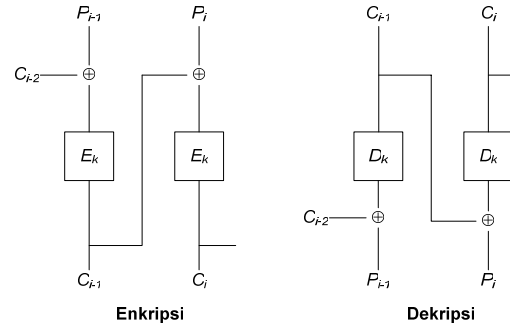 P_{i-1} P_i C_{i-1} C_i
C_{i-2} ⊕ ⊕
E_k E_k D_k D_k
C_{i-2} ⊕ ⊕
C_{i-1} C_i P_{i-1} P_i
Enkripsi Dekripsi